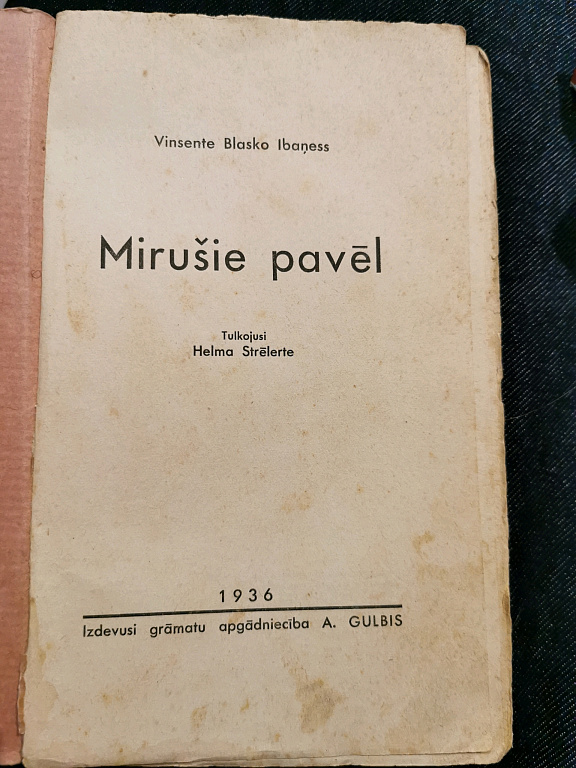 Vinsente Blasko Ibaņess
Mirušie pavēl
Tulkojusi
Helma Strēlerte
1936
Izdevusi grāmatu apgādniecība A. GULBIS